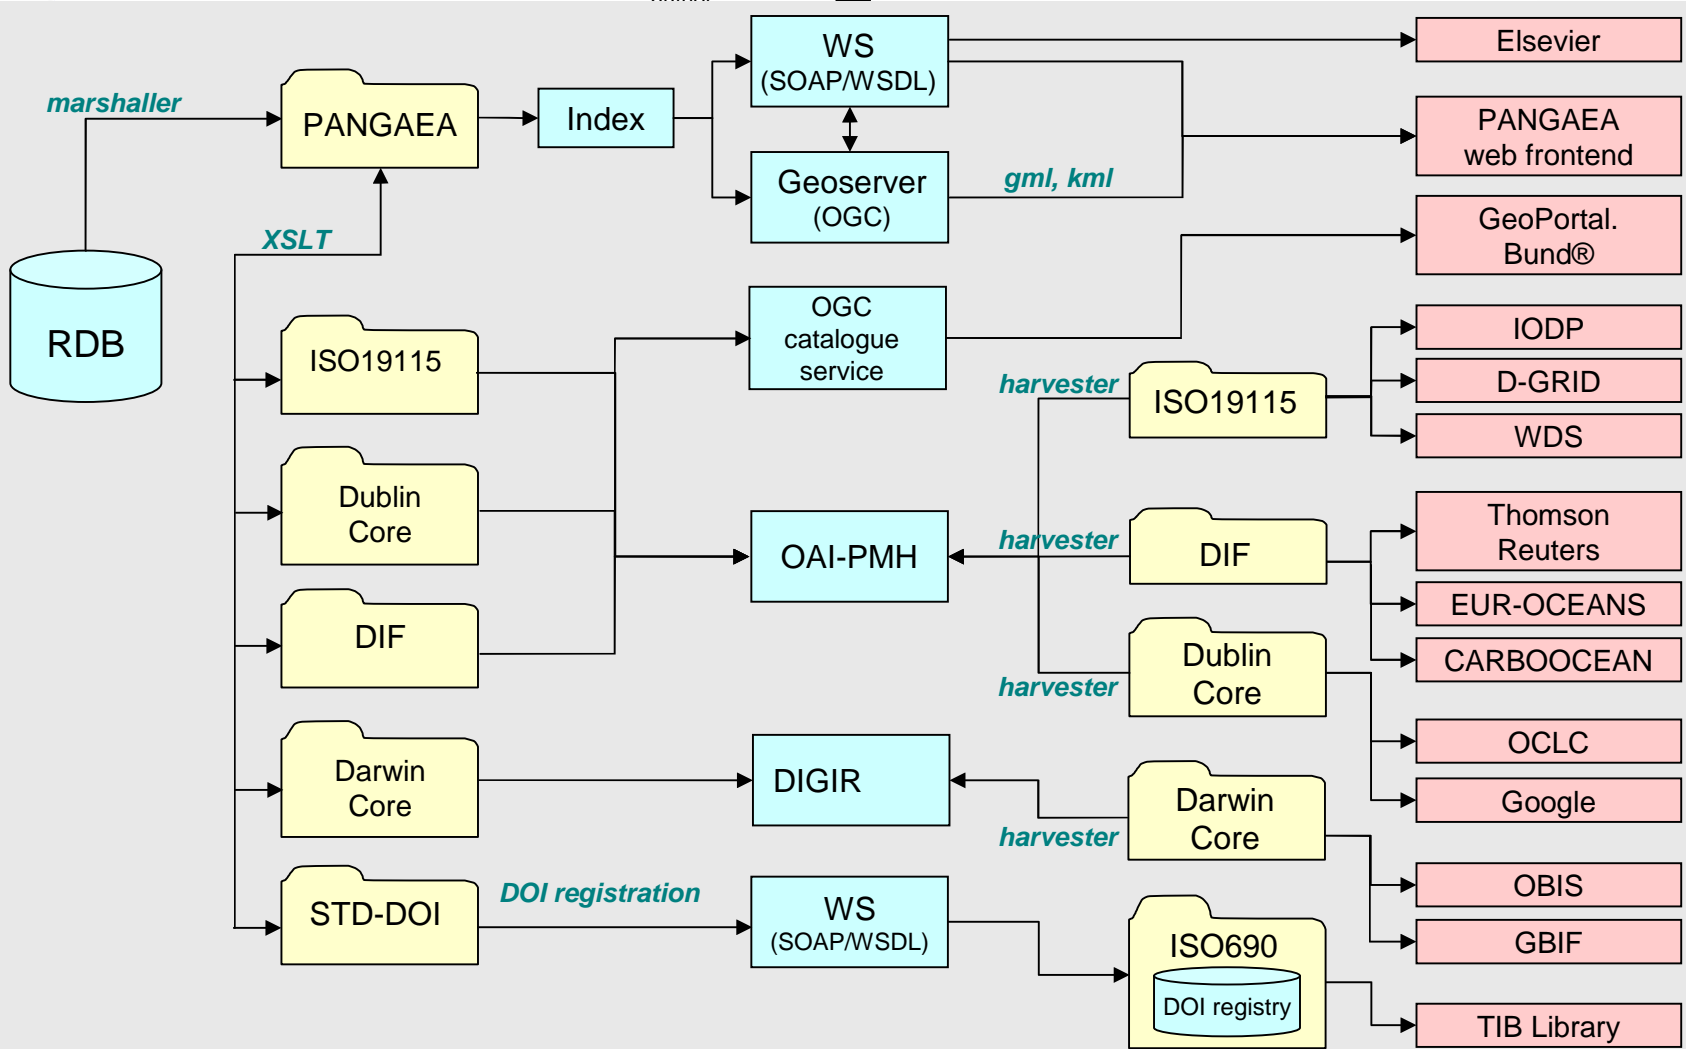 WS
(SOAP/WSDL)
Elsevier
marshaller
PANGAEA
Index
PANGAEA
web frontend
Geoserver
(OGC)
gml, kml
XSLT
GeoPortal.
Bund®
RDB
ISO19115
OGC
catalogue
service
IODP
harvester
ISO19115
D-GRID
WDS
Dublin
Core
OAI-PMH
harvester
DIF
Thomson
Reuters
EUR-OCEANS
DIF
Dublin
Core
harvester
CARBOOCEAN
OCLC
Darwin
Core
DIGIR
Darwin
Core
harvester
Google
OBIS
STD-DOI
DOI registration
WS
(SOAP/WSDL)
ISO690
DOI registry
GBIF
TIB Library